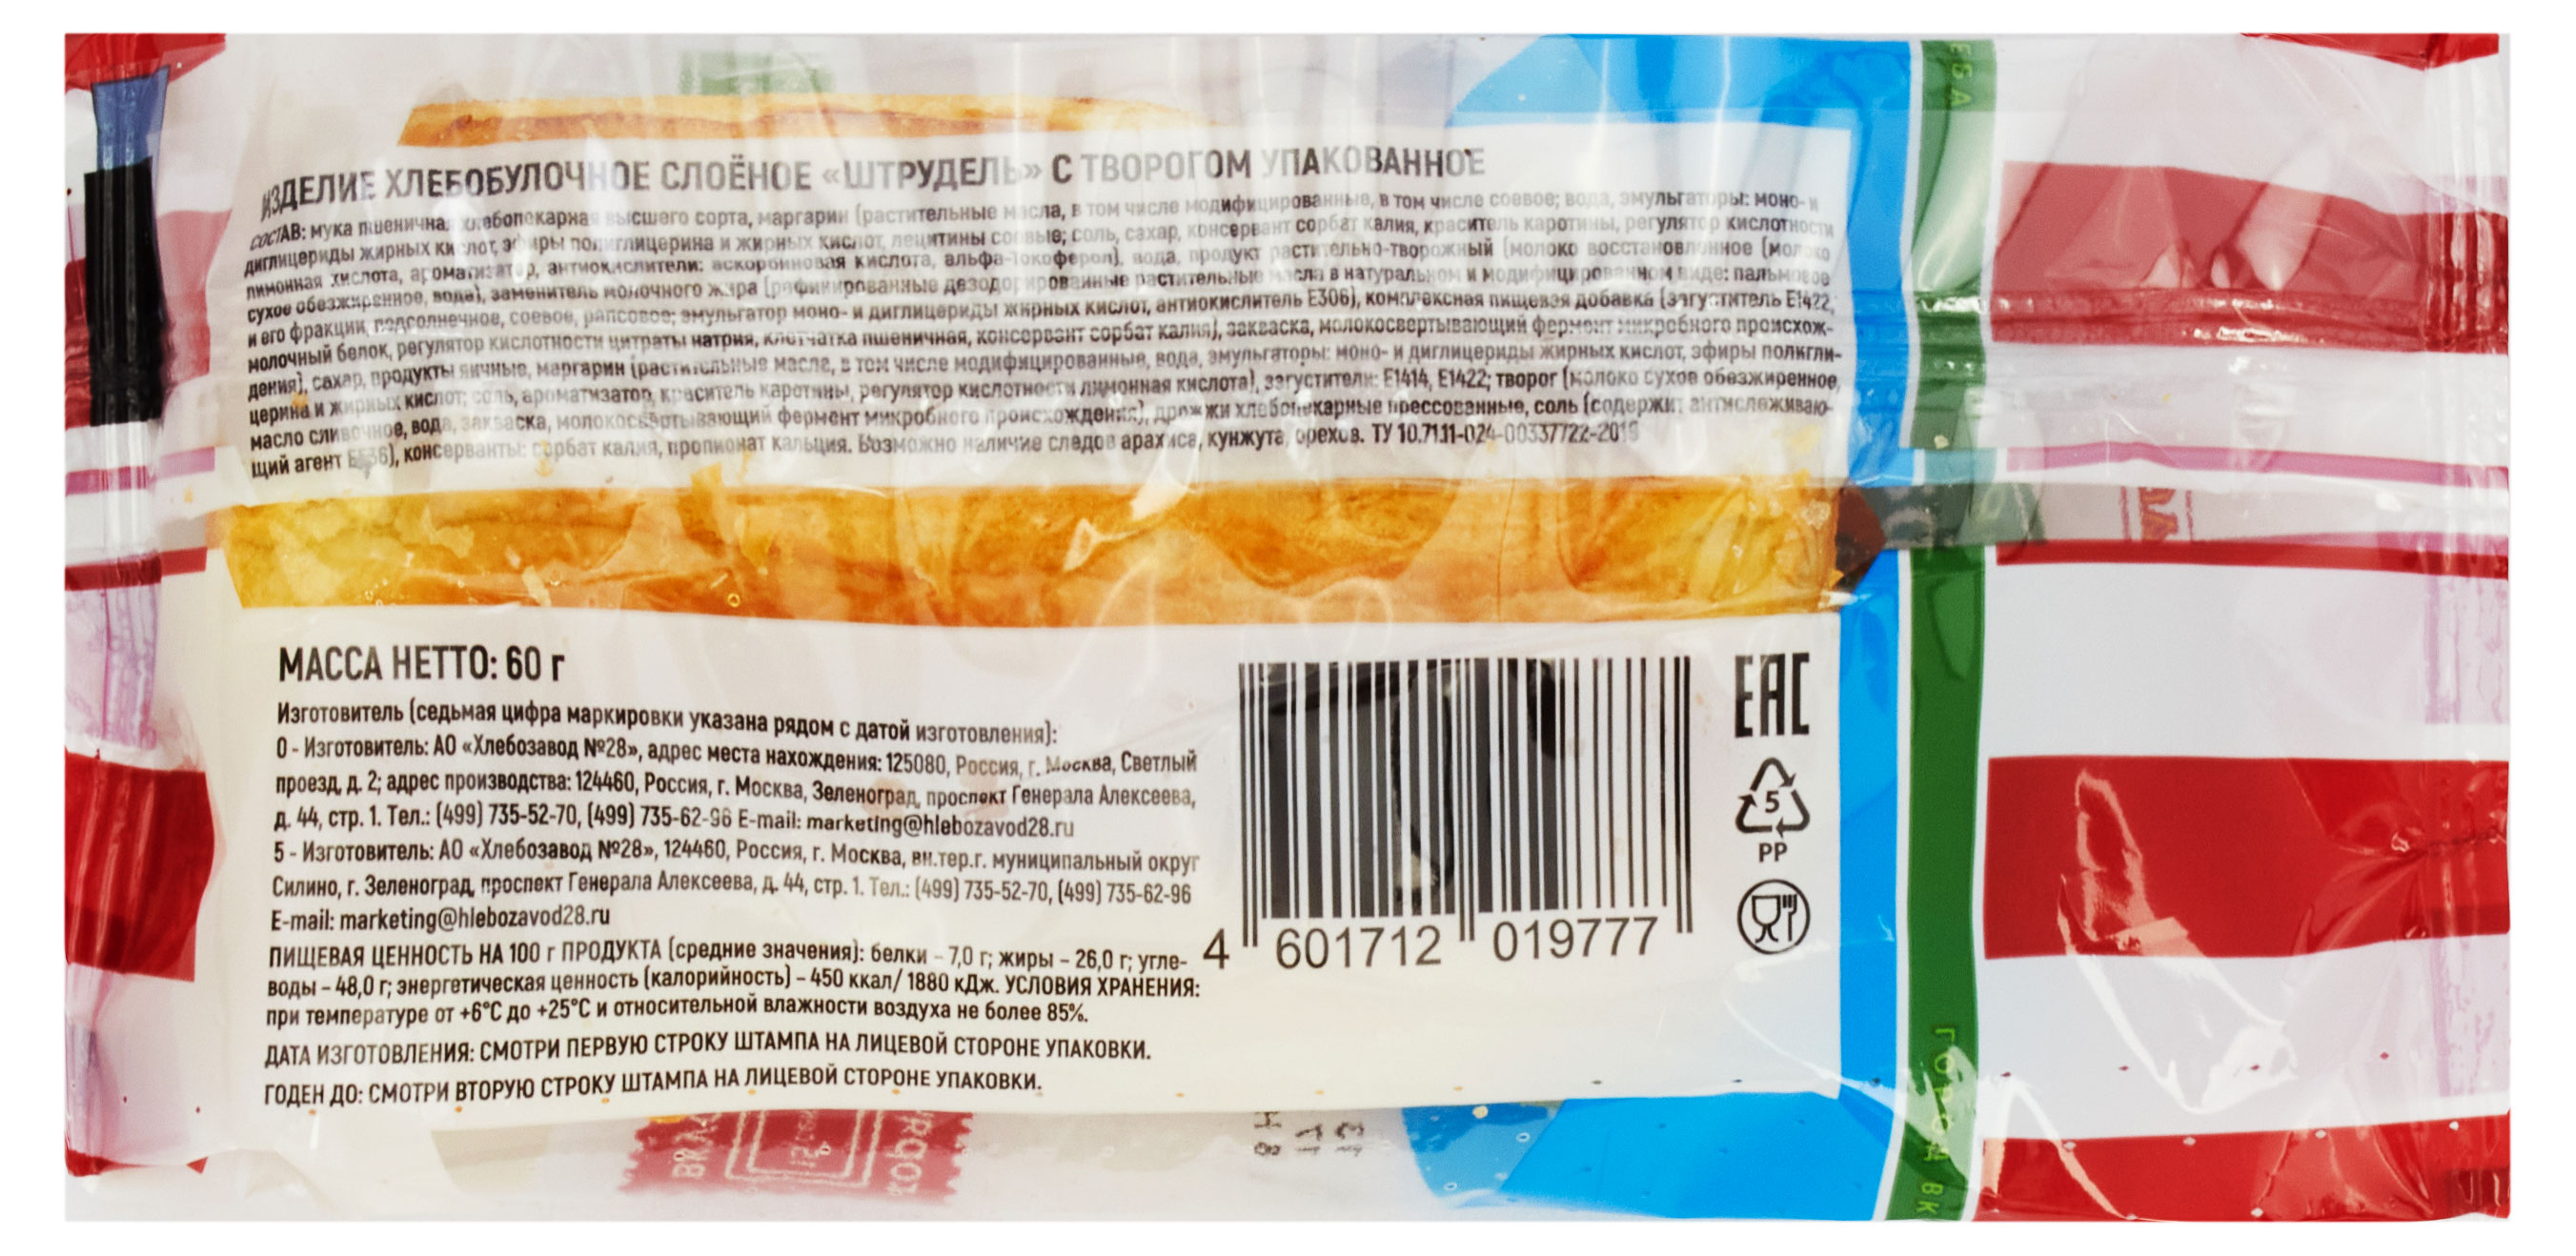 ИЗДЕЛИЕ ХЛЕБОБУЛОЧНОЕ СЛОЁНОЕ «ШТРУДЕЛЬ» С ТВОРОГОМ УПАКОВАННОЕ
СОСТАВ: мука пшеничная хлебопекарная высшего сорта, маргарин (растительные масла, в том числе модифицированные, в том числе соевое; вода, эмульгаторы: моно- и
диглицериды жирных кислот, эфиры полиглицерина и жирных кислот, лецитины соевые; соль, сахар, консервант сорбат калия, краситель каротины, регулятор кислотности
лимонная кислота, ароматизатор, антиокислители: аскорбиновая кислота, альфа-токоферол), вода, продукт растительно-творожный (молоко восстановленное (молоко
сухое обезжиренное, вода), заменитель молочного жира (рафинированные дезодорированные растительные масла в натуральном и модифицированном виде: пальмовое
и его фракции, подсолнечное, соевое, рапсовое; эмульгатор моно- и диглицериды жирных кислот, антиокислитель Е306), комплексная пищевая добавка (загуститель Е1422,
молочный белок, регулятор кислотности цитраты натрия, клетчатка пшеничная, консервант сорбат калия), закваска, молокосвертывающий фермент микробного происхож-
дения), сахар, продукты яичные, маргарин (растительные масла, в том числе модифицированные, вода, эмульгаторы: моно- и диглицериды жирных кислот, эфиры полигли-
церина и жирных кислот; соль, ароматизатор, краситель каротины, регулятор кислотности лимонная кислота), загустители: Е1414, Е1422; творог (молоко сухое обезжиренное,
масло сливочное, вода, закваска, молокосвертывающий фермент микробного происхождения), дрожжи хлебопекарные прессованные, соль (содержит антислеживаю-
щий агент Е536), консерванты: сорбат калия, пропионат кальция. Возможно наличие следов арахиса, кунжута, орехов. ТУ 10.71.11-024-00337722-2019
МАССА НЕТТО: 60 г
Изготовитель (седьмая цифра маркировки указана рядом с датой изготовления):
0 - Изготовитель: АО «Хлебозавод №28», адрес места нахождения: 125080, Россия, г. Москва, Светлый
проезд, д. 2; адрес производства: 124460, Россия, г. Москва, Зеленоград, проспект Генерала Алексеева,
д. 44, стр. 1. Тел.: (499) 735-52-70, (499) 735-62-96 E-mail: marketing@hlebozavod28.ru
5 - Изготовитель: АО «Хлебозавод №28», 124460, Россия, г. Москва, вн.тер.г. муниципальный округ
Силино, г. Зеленоград, проспект Генерала Алексеева, д. 44, стр. 1. Тел.: (499) 735-52-70, (499) 735-62-96
E-mail: marketing@hlebozavod28.ru
ПИЩЕВАЯ ЦЕННОСТЬ НА 100 г ПРОДУКТА (средние значения): белки – 7,0 г; жиры – 26,0 г; угле-
воды – 48,0 г; энергетическая ценность (калорийность) – 450 ккал/ 1880 кДж. УСЛОВИЯ ХРАНЕНИЯ:
при температуре от +6°С до +25°С и относительной влажности воздуха не более 85%.
ДАТА ИЗГОТОВЛЕНИЯ: СМОТРИ ПЕРВУЮ СТРОКУ ШТАМПА НА ЛИЦЕВОЙ СТОРОНЕ УПАКОВКИ.
ГОДЕН ДО: СМОТРИ ВТОРУЮ СТРОКУ ШТАМПА НА ЛИЦЕВОЙ СТОРОНЕ УПАКОВКИ.
4 601712 019777
ЕАС
5
PP